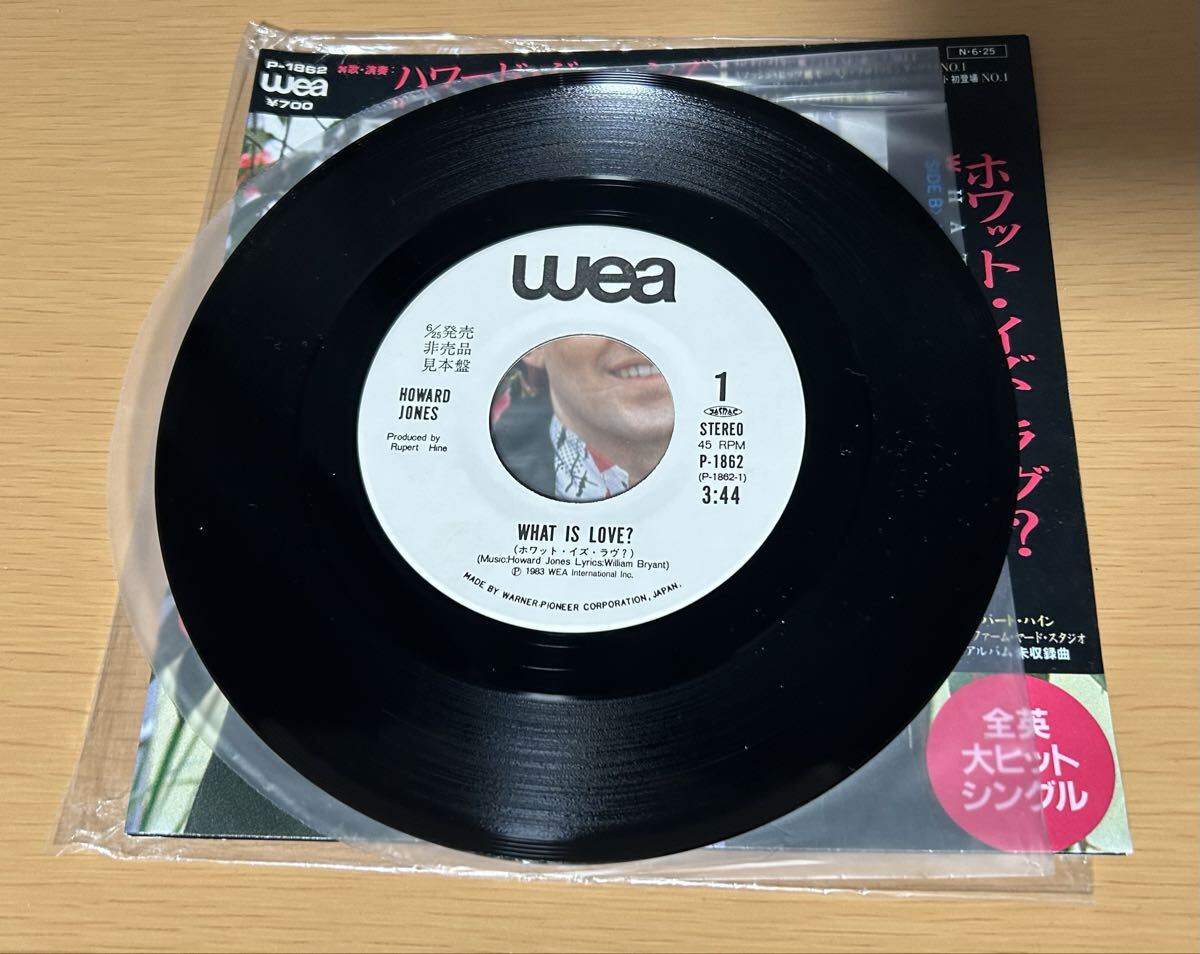 P-1862
wea
¥700
歌・演奏:
N・6・25
NO.1
初登場 NO.1
SIDE B
WHA
ホワット・イズ ラヴ?
wea
6/25発売
非売品
見本盤
HOWARD
JONES
Produced by
Rupert Hine
1
STEREO
45 RPM
P-1862
(P-1862-1)
3:44
WHAT IS LOVE?
(ホワット・イズ・ラヴ?)
(Music:Howard Jones Lyrics:William Bryant)
Ⓟ 1983 WEA International Inc.
MADE BY WARNER-PIONEER CORPORATION, JAPAN.
パート・ハイン
ファーム・ヤード・スタジオ
アルバム未収録曲
全英
大ヒット
シングル